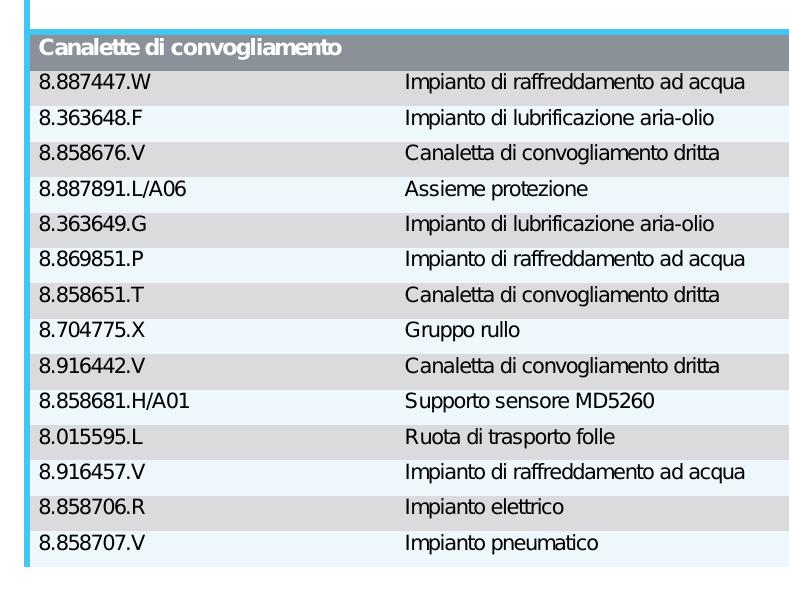 Canalette di convogliamento
8.887447.W Impianto di raffreddamento ad acqua
8.363648.F Impianto di lubrificazione aria-olio
8.858676.V Canaletta di convogliamento dritta
8.887891.L/A06 Assieme protezione
8.363649.G Impianto di lubrificazione aria-olio
8.869851.P Impianto di raffreddamento ad acqua
8.858651.T Canaletta di convogliamento dritta
8.704775.X Gruppo rullo
8.916442.V Canaletta di convogliamento dritta
8.858681.H/A01 Supporto sensore MD5260
8.015595.L Ruota di trasporto folle
8.916457.V Impianto di raffreddamento ad acqua
8.858706.R Impianto elettrico
8.858707.V Impianto pneumatico